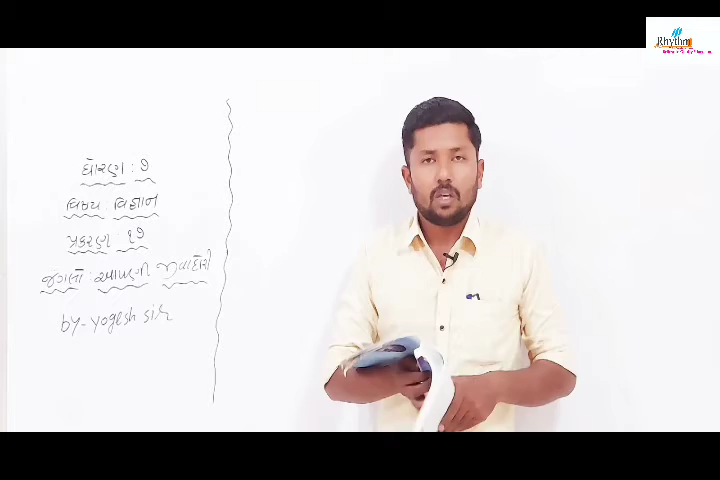 ધોરણ : ૭
વિષય : વિજ્ઞાન
પ્રકરણ : ૧૭
જંગલો : આપણી જીવાદોરી
by - yogesh sir
Rhythm